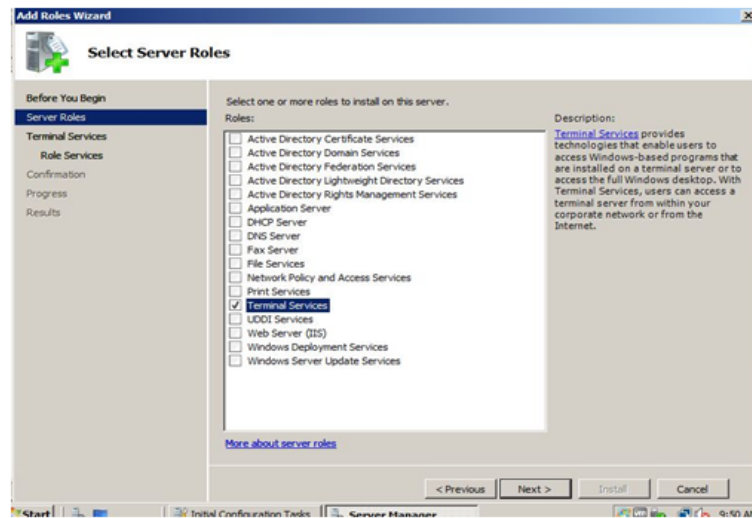 Add Roles Wizard
Select Server Roles
Before You Begin
Server Roles
Terminal Services
Role Services
Confirmation
Progress
Results
Select one or more roles to install on this server.
Roles:
Active Directory Certificate Services
Active Directory Domain Services
Active Directory Federation Services
Active Directory Lightweight Directory Services
Active Directory Rights Management Services
Application Server
DHCP Server
DNS Server
Fax Server
File Services
Network Policy and Access Services
Print Services
Terminal Services
UDDI Services
Web Server (IIS)
Windows Deployment Services
Windows Server Update Services
More about server roles
Description:
Terminal Services provides
technologies that enable users to
access Windows-based programs that
are installed on a terminal server or to
access the full Windows desktop. With
Terminal Services, users can access a
terminal server from within your
corporate network or from the
Internet.
< Previous
Next >
Install
Cancel
Start
Initial Configuration Tasks
Server Manager
9:50 AM